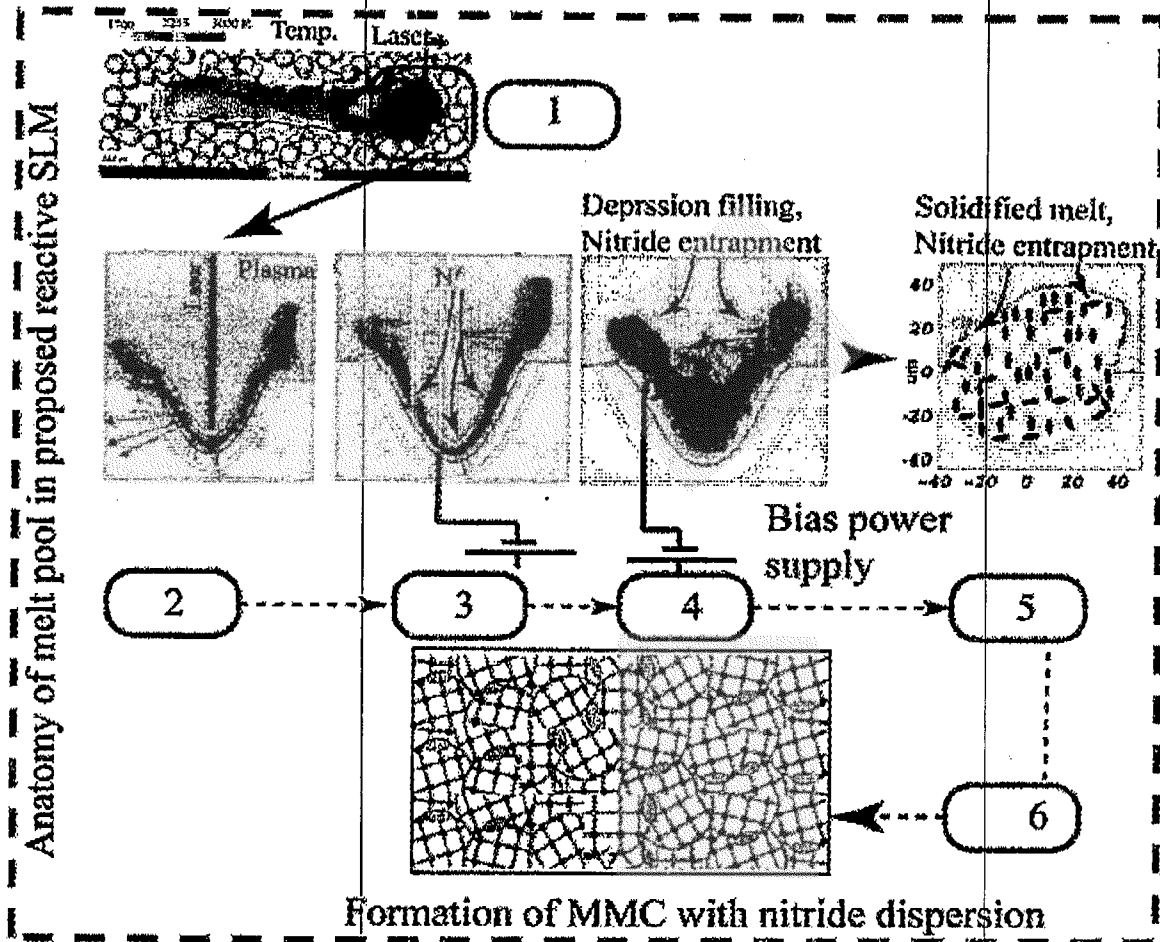 3000 K
Temp.
Laser
1
Anatomy of melt pool in proposed reactive SLM
Deprssion filling,
Nitride entrapment
Solidified melt,
Nitride entrapment
Laser
Plasma
40
20
0
-20
-40
-40 -20 0 20 40
Bias power
supply
2
3
4
5
6
Formation of MMC with nitride dispersion